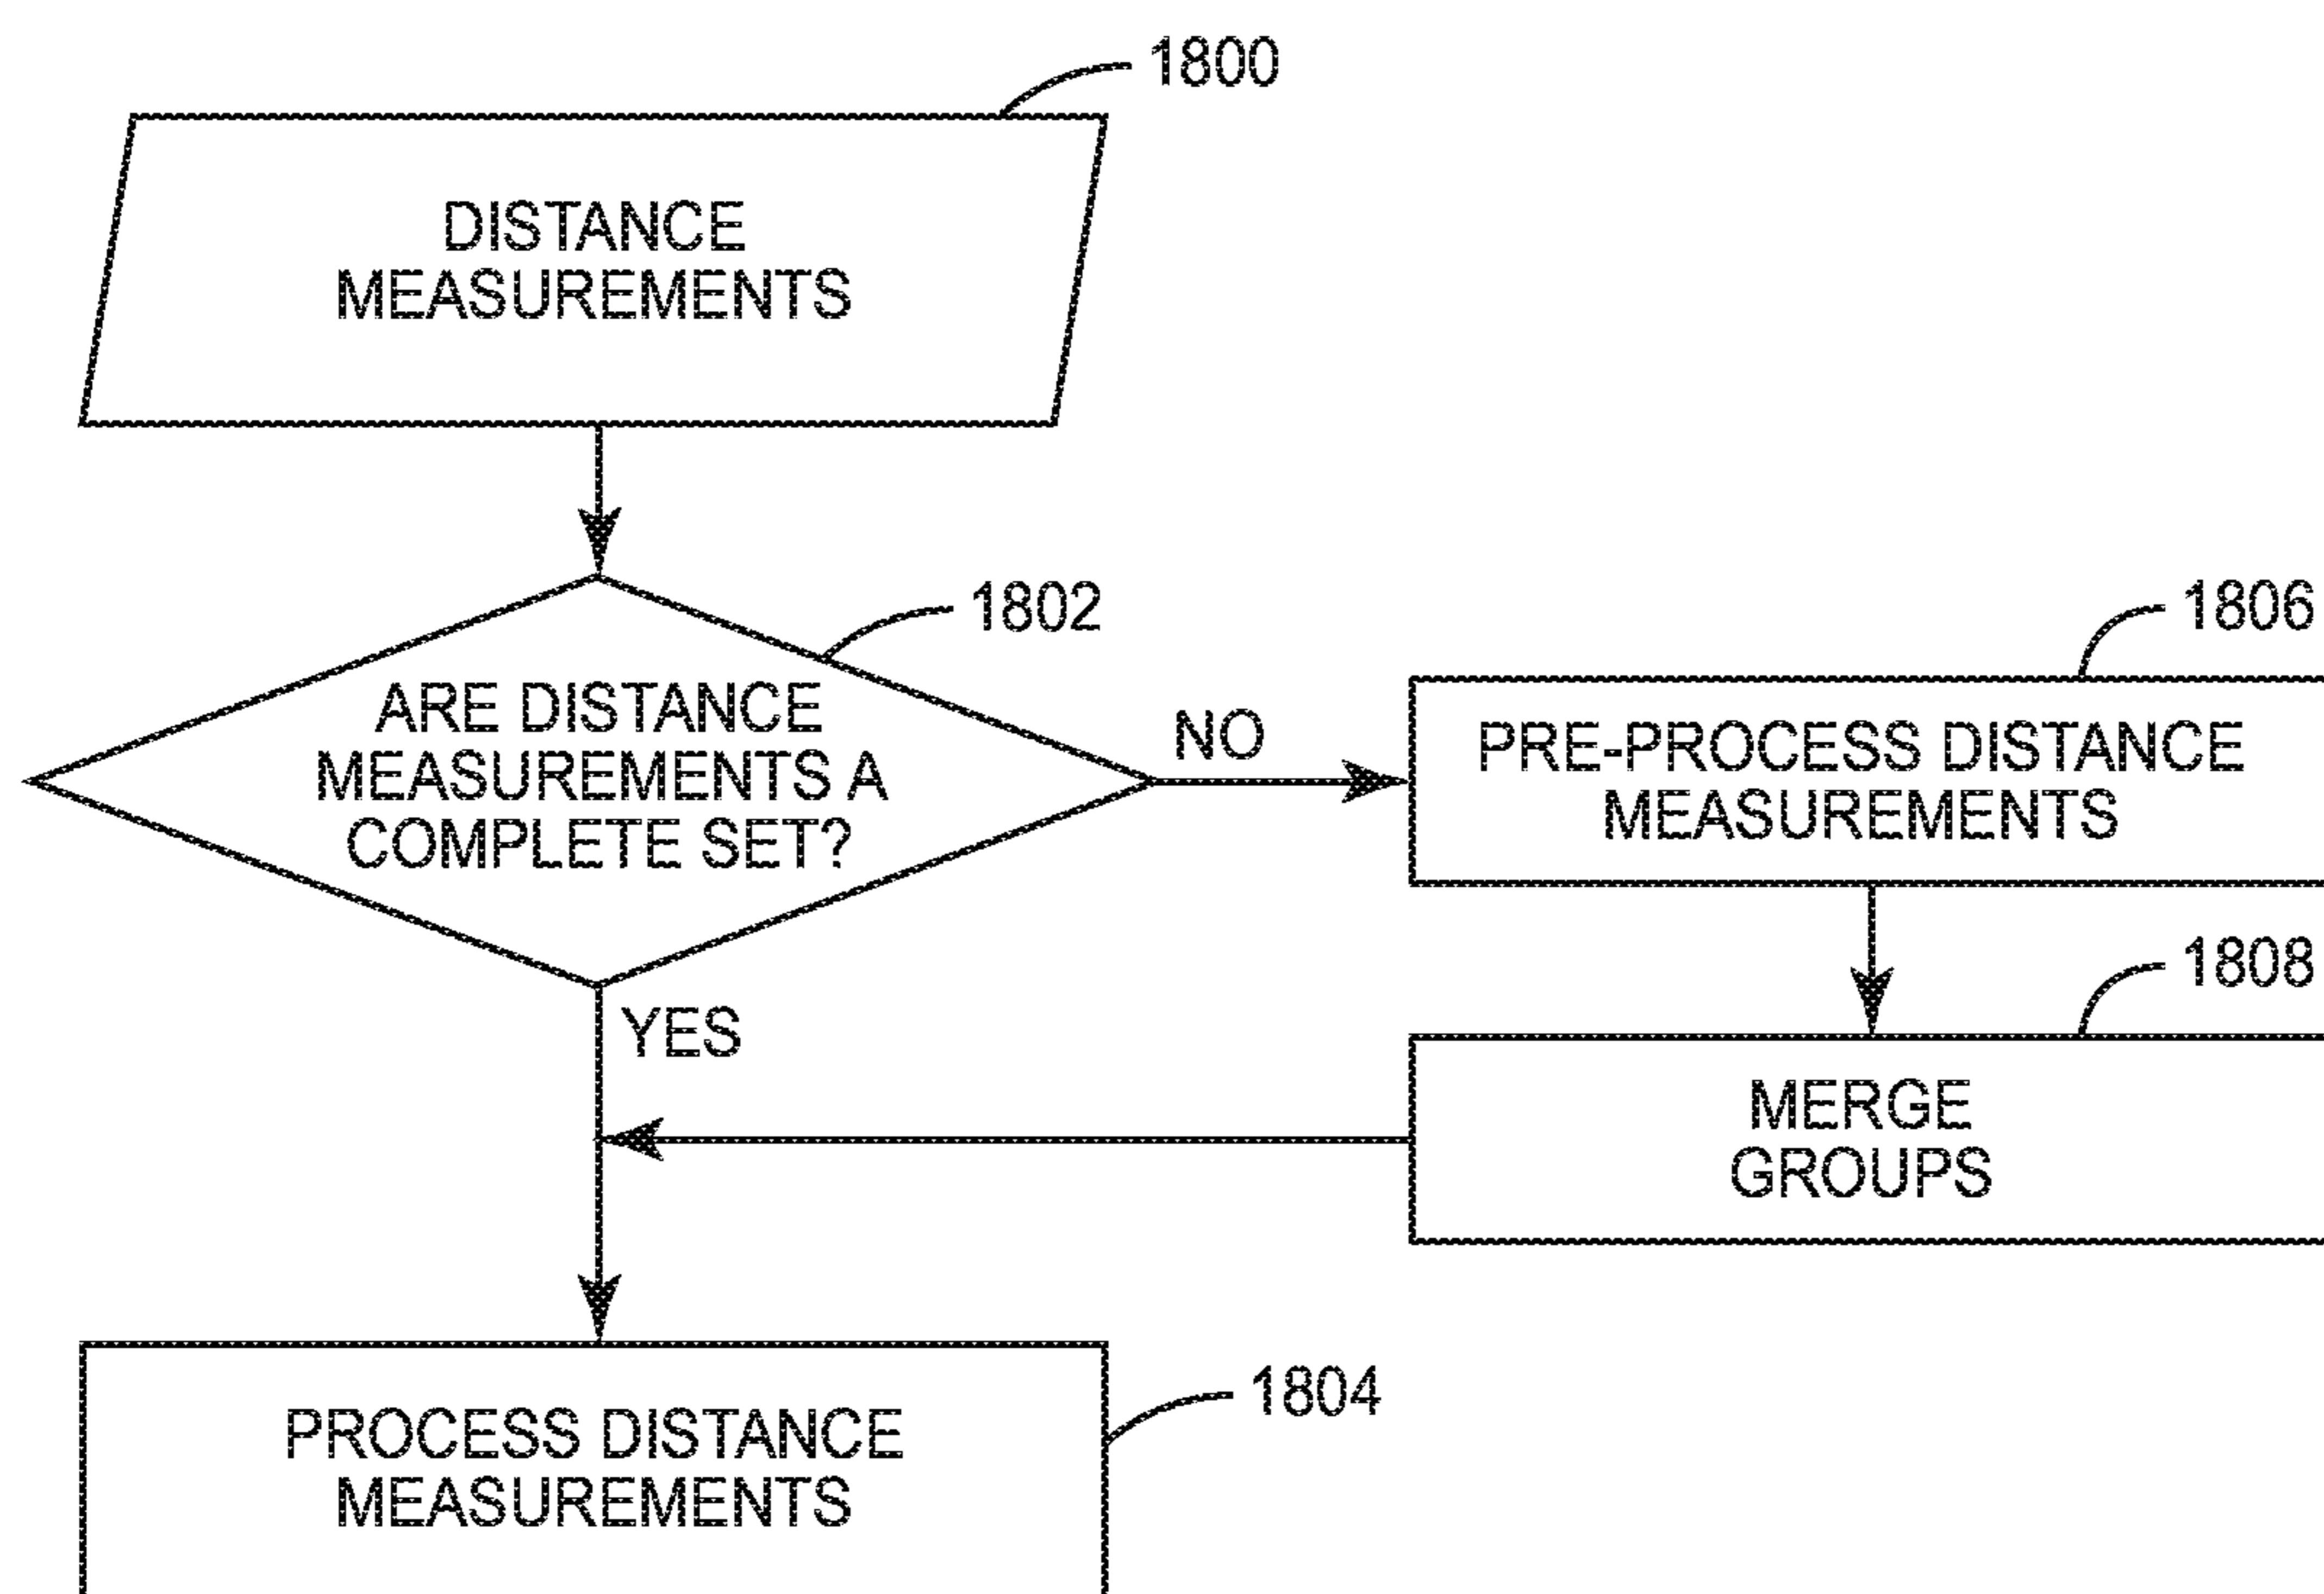 1800
DISTANCE
MEASUREMENTS
1802
ARE DISTANCE
MEASUREMENTS A
COMPLETE SET?
NO
1806
PRE-PROCESS DISTANCE
MEASUREMENTS
YES
1808
MERGE
GROUPS
1804
PROCESS DISTANCE
MEASUREMENTS